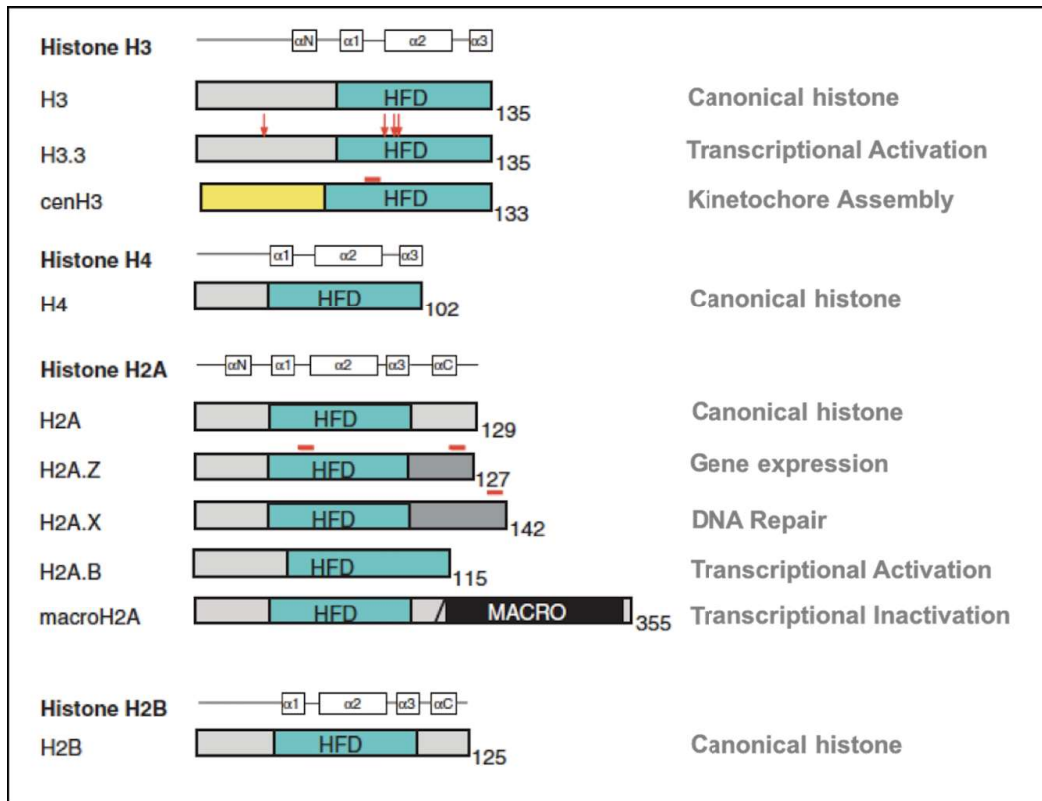 Histone H3 αN α1 α2 α3
H3 HFD 135 Canonical histone
H3.3 HFD 135 Transcriptional Activation
cenH3 HFD 133 Kinetochore Assembly
Histone H4 α1 α2 α3
H4 HFD 102 Canonical histone
Histone H2A αN α1 α2 α3 αC
H2A HFD 129 Canonical histone
H2A.Z HFD 127 Gene expression
H2A.X HFD 142 DNA Repair
H2A.B HFD 115 Transcriptional Activation
macroH2A HFD MACRO 355 Transcriptional Inactivation
Histone H2B α1 α2 α3 αC
H2B HFD 125 Canonical histone